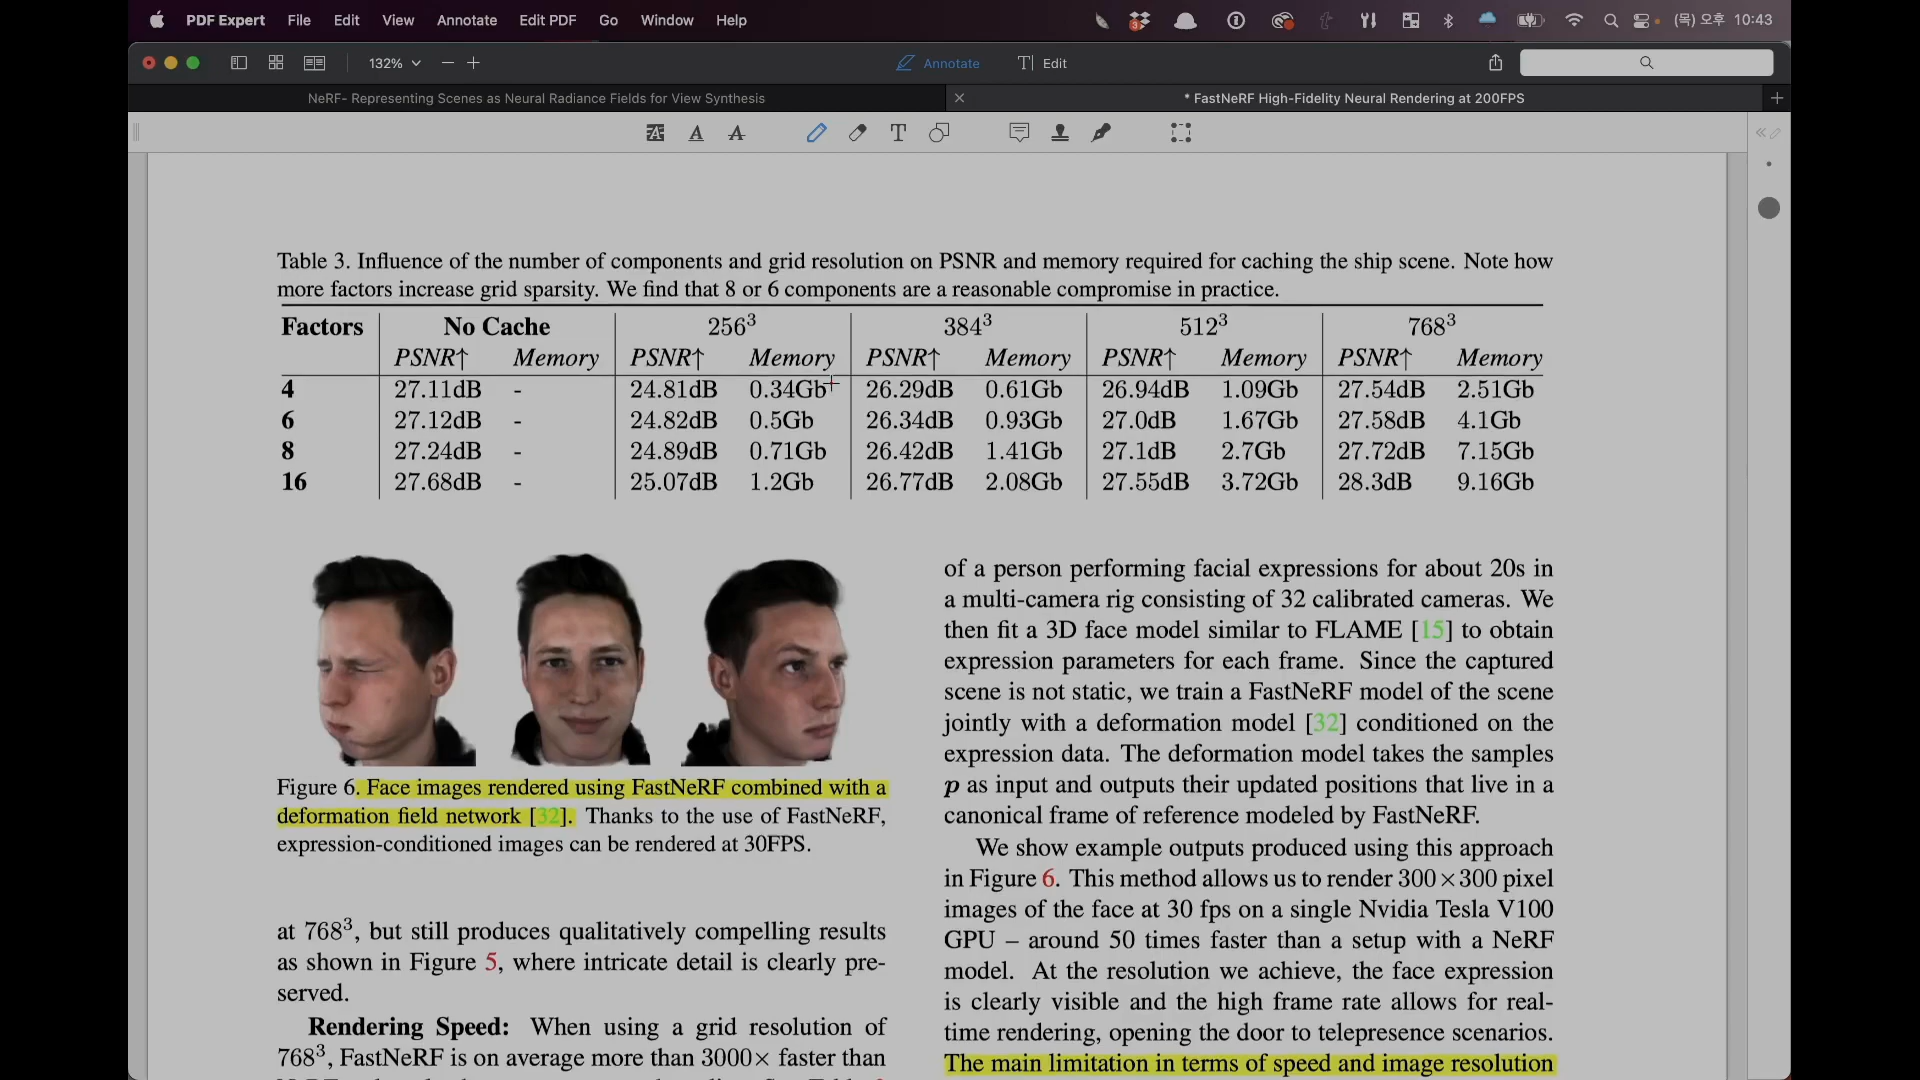 PDF Expert File Edit View Annotate Edit PDF Go Window Help (목) 오후 10:43
132% Annotate Edit
NeRF- Representing Scenes as Neural Radiance Fields for View Synthesis
* FastNeRF High-Fidelity Neural Rendering at 200FPS
Table 3. Influence of the number of components and grid resolution on PSNR and memory required for caching the ship scene. Note how
more factors increase grid sparsity. We find that 8 or 6 components are a reasonable compromise in practice.
Factors No Cache 256³ 384³ 512³ 768³
PSNR↑ Memory PSNR↑ Memory PSNR↑ Memory PSNR↑ Memory PSNR↑ Memory
4 27.11dB - 24.81dB 0.34Gb 26.29dB 0.61Gb 26.94dB 1.09Gb 27.54dB 2.51Gb
6 27.12dB - 24.82dB 0.5Gb 26.34dB 0.93Gb 27.0dB 1.67Gb 27.58dB 4.1Gb
8 27.24dB - 24.89dB 0.71Gb 26.42dB 1.41Gb 27.1dB 2.7Gb 27.72dB 7.15Gb
16 27.68dB - 25.07dB 1.2Gb 26.77dB 2.08Gb 27.55dB 3.72Gb 28.3dB 9.16Gb
Figure 6. Face images rendered using FastNeRF combined with a
deformation field network [32]. Thanks to the use of FastNeRF,
expression-conditioned images can be rendered at 30FPS.
at 768³, but still produces qualitatively compelling results
as shown in Figure 5, where intricate detail is clearly pre-
served.
Rendering Speed: When using a grid resolution of
768³, FastNeRF is on average more than 3000× faster than
of a person performing facial expressions for about 20s in
a multi-camera rig consisting of 32 calibrated cameras. We
then fit a 3D face model similar to FLAME [15] to obtain
expression parameters for each frame. Since the captured
scene is not static, we train a FastNeRF model of the scene
jointly with a deformation model [32] conditioned on the
expression data. The deformation model takes the samples
p as input and outputs their updated positions that live in a
canonical frame of reference modeled by FastNeRF.
We show example outputs produced using this approach
in Figure 6. This method allows us to render 300×300 pixel
images of the face at 30 fps on a single Nvidia Tesla V100
GPU – around 50 times faster than a setup with a NeRF
model. At the resolution we achieve, the face expression
is clearly visible and the high frame rate allows for real-
time rendering, opening the door to telepresence scenarios.
The main limitation in terms of speed and image resolution